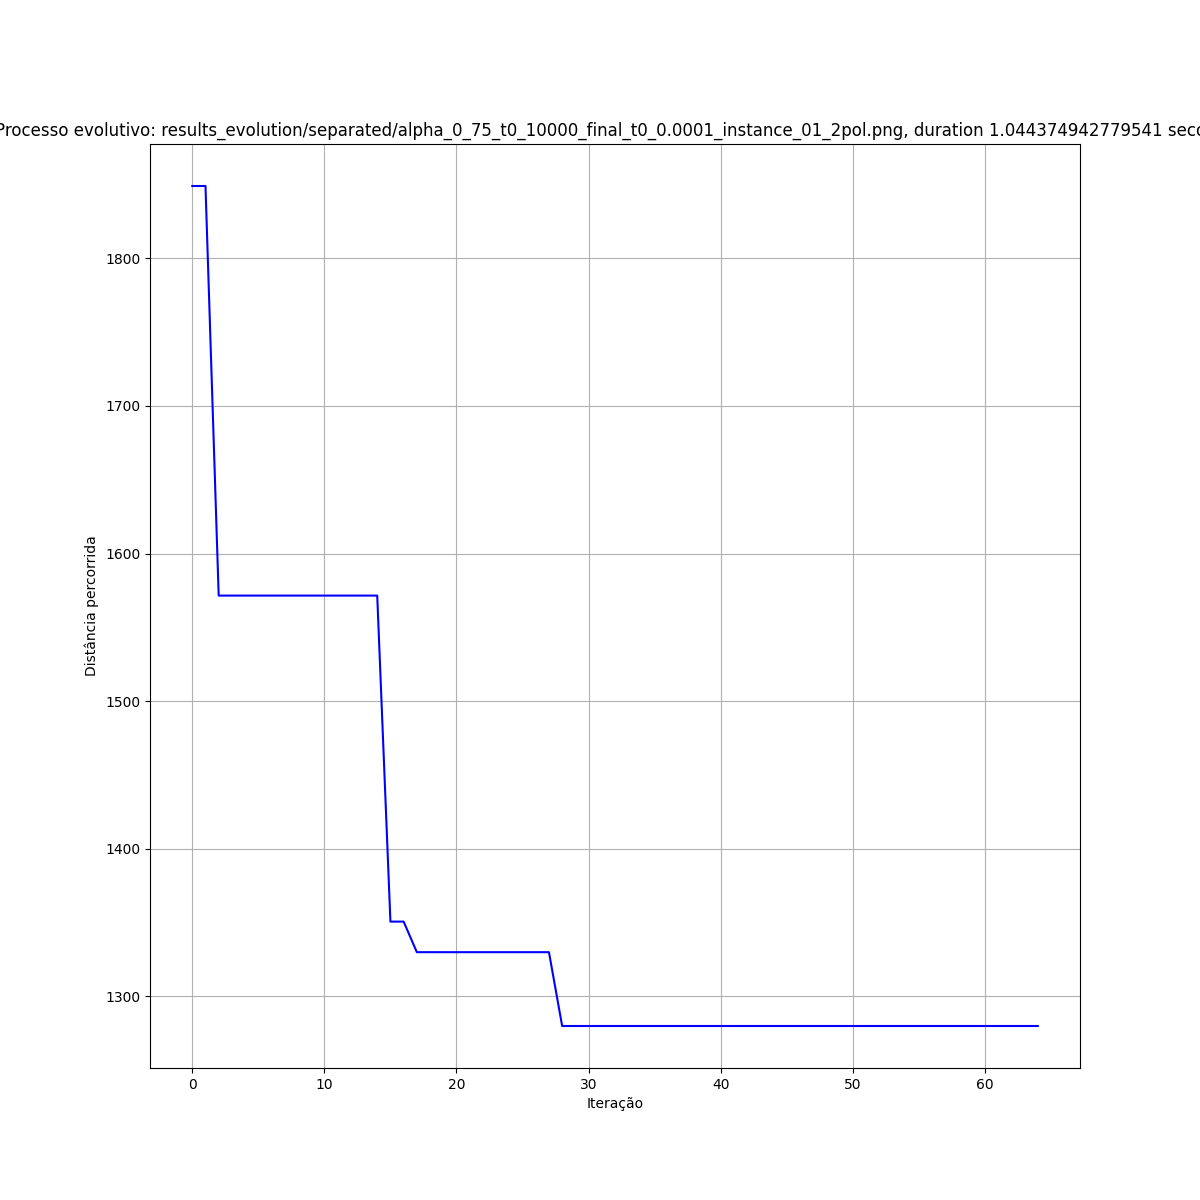 Processo evolutivo: results_evolution/separated/alpha_0_75_t0_10000_final_t0_0.0001_instance_01_2pol.png, duration 1.044374942779541
1800
1700
1600
1500
1400
1300
Distância percorrida
0 10 20 30 40 50 60
Iteração